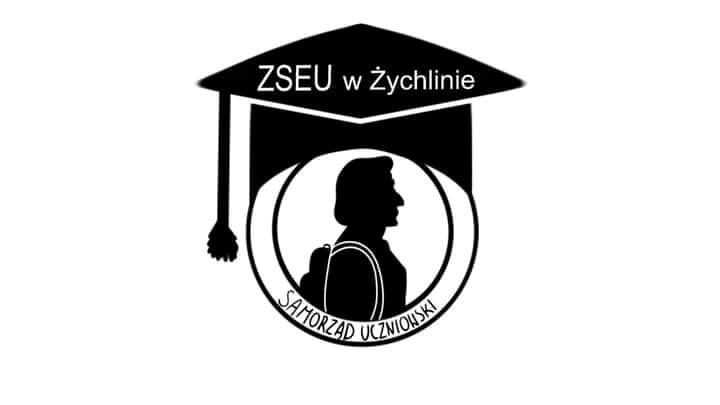 ZSEU w Żychlinie
SAMORZĄD UCZNIOWSKI